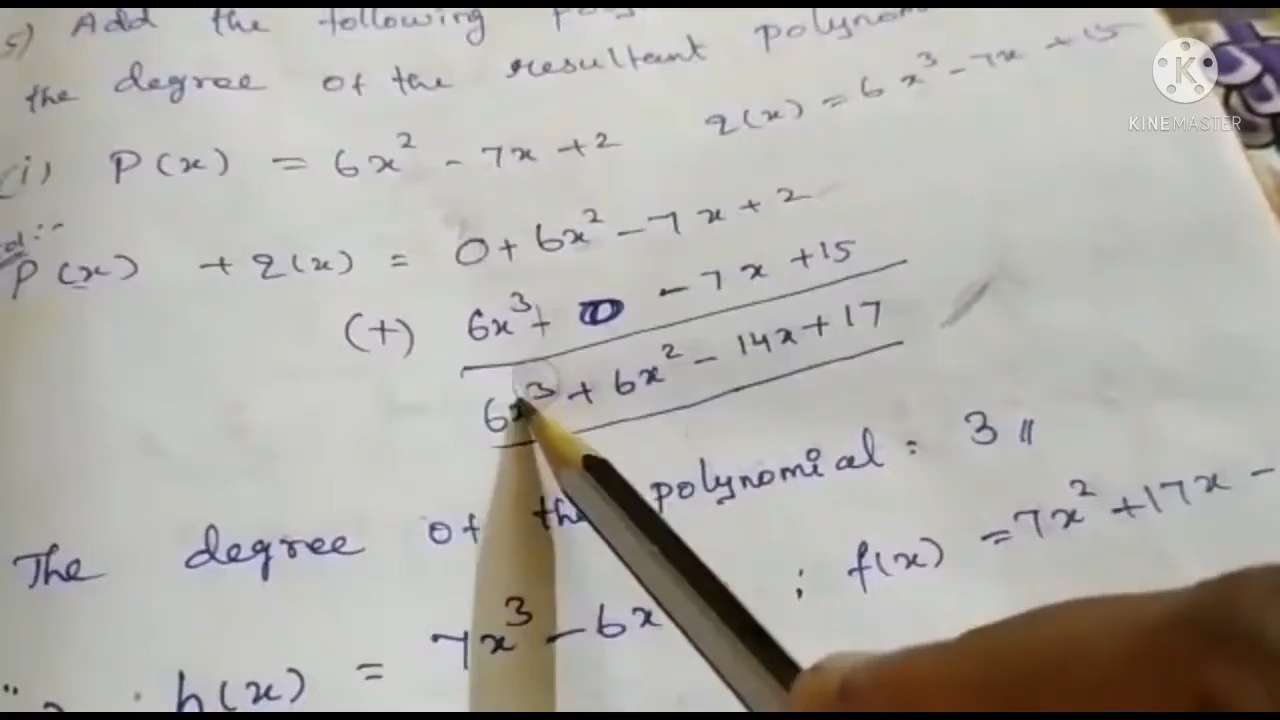 5) Add the following
the degree of the resultant
(i) P(x) = 6x² - 7x + 2 q(x) = 6x³ - 7x + 15
P(x) + q(x) = 0 + 6x² - 7x + 2
(+) 6x³ + 0 - 7x + 15
6x³ + 6x² - 14x + 17
The degree of the polynomial = 3 //
h(x) = 7x³ - 6x ; f(x) = 7x² + 17x -
KINEMASTER